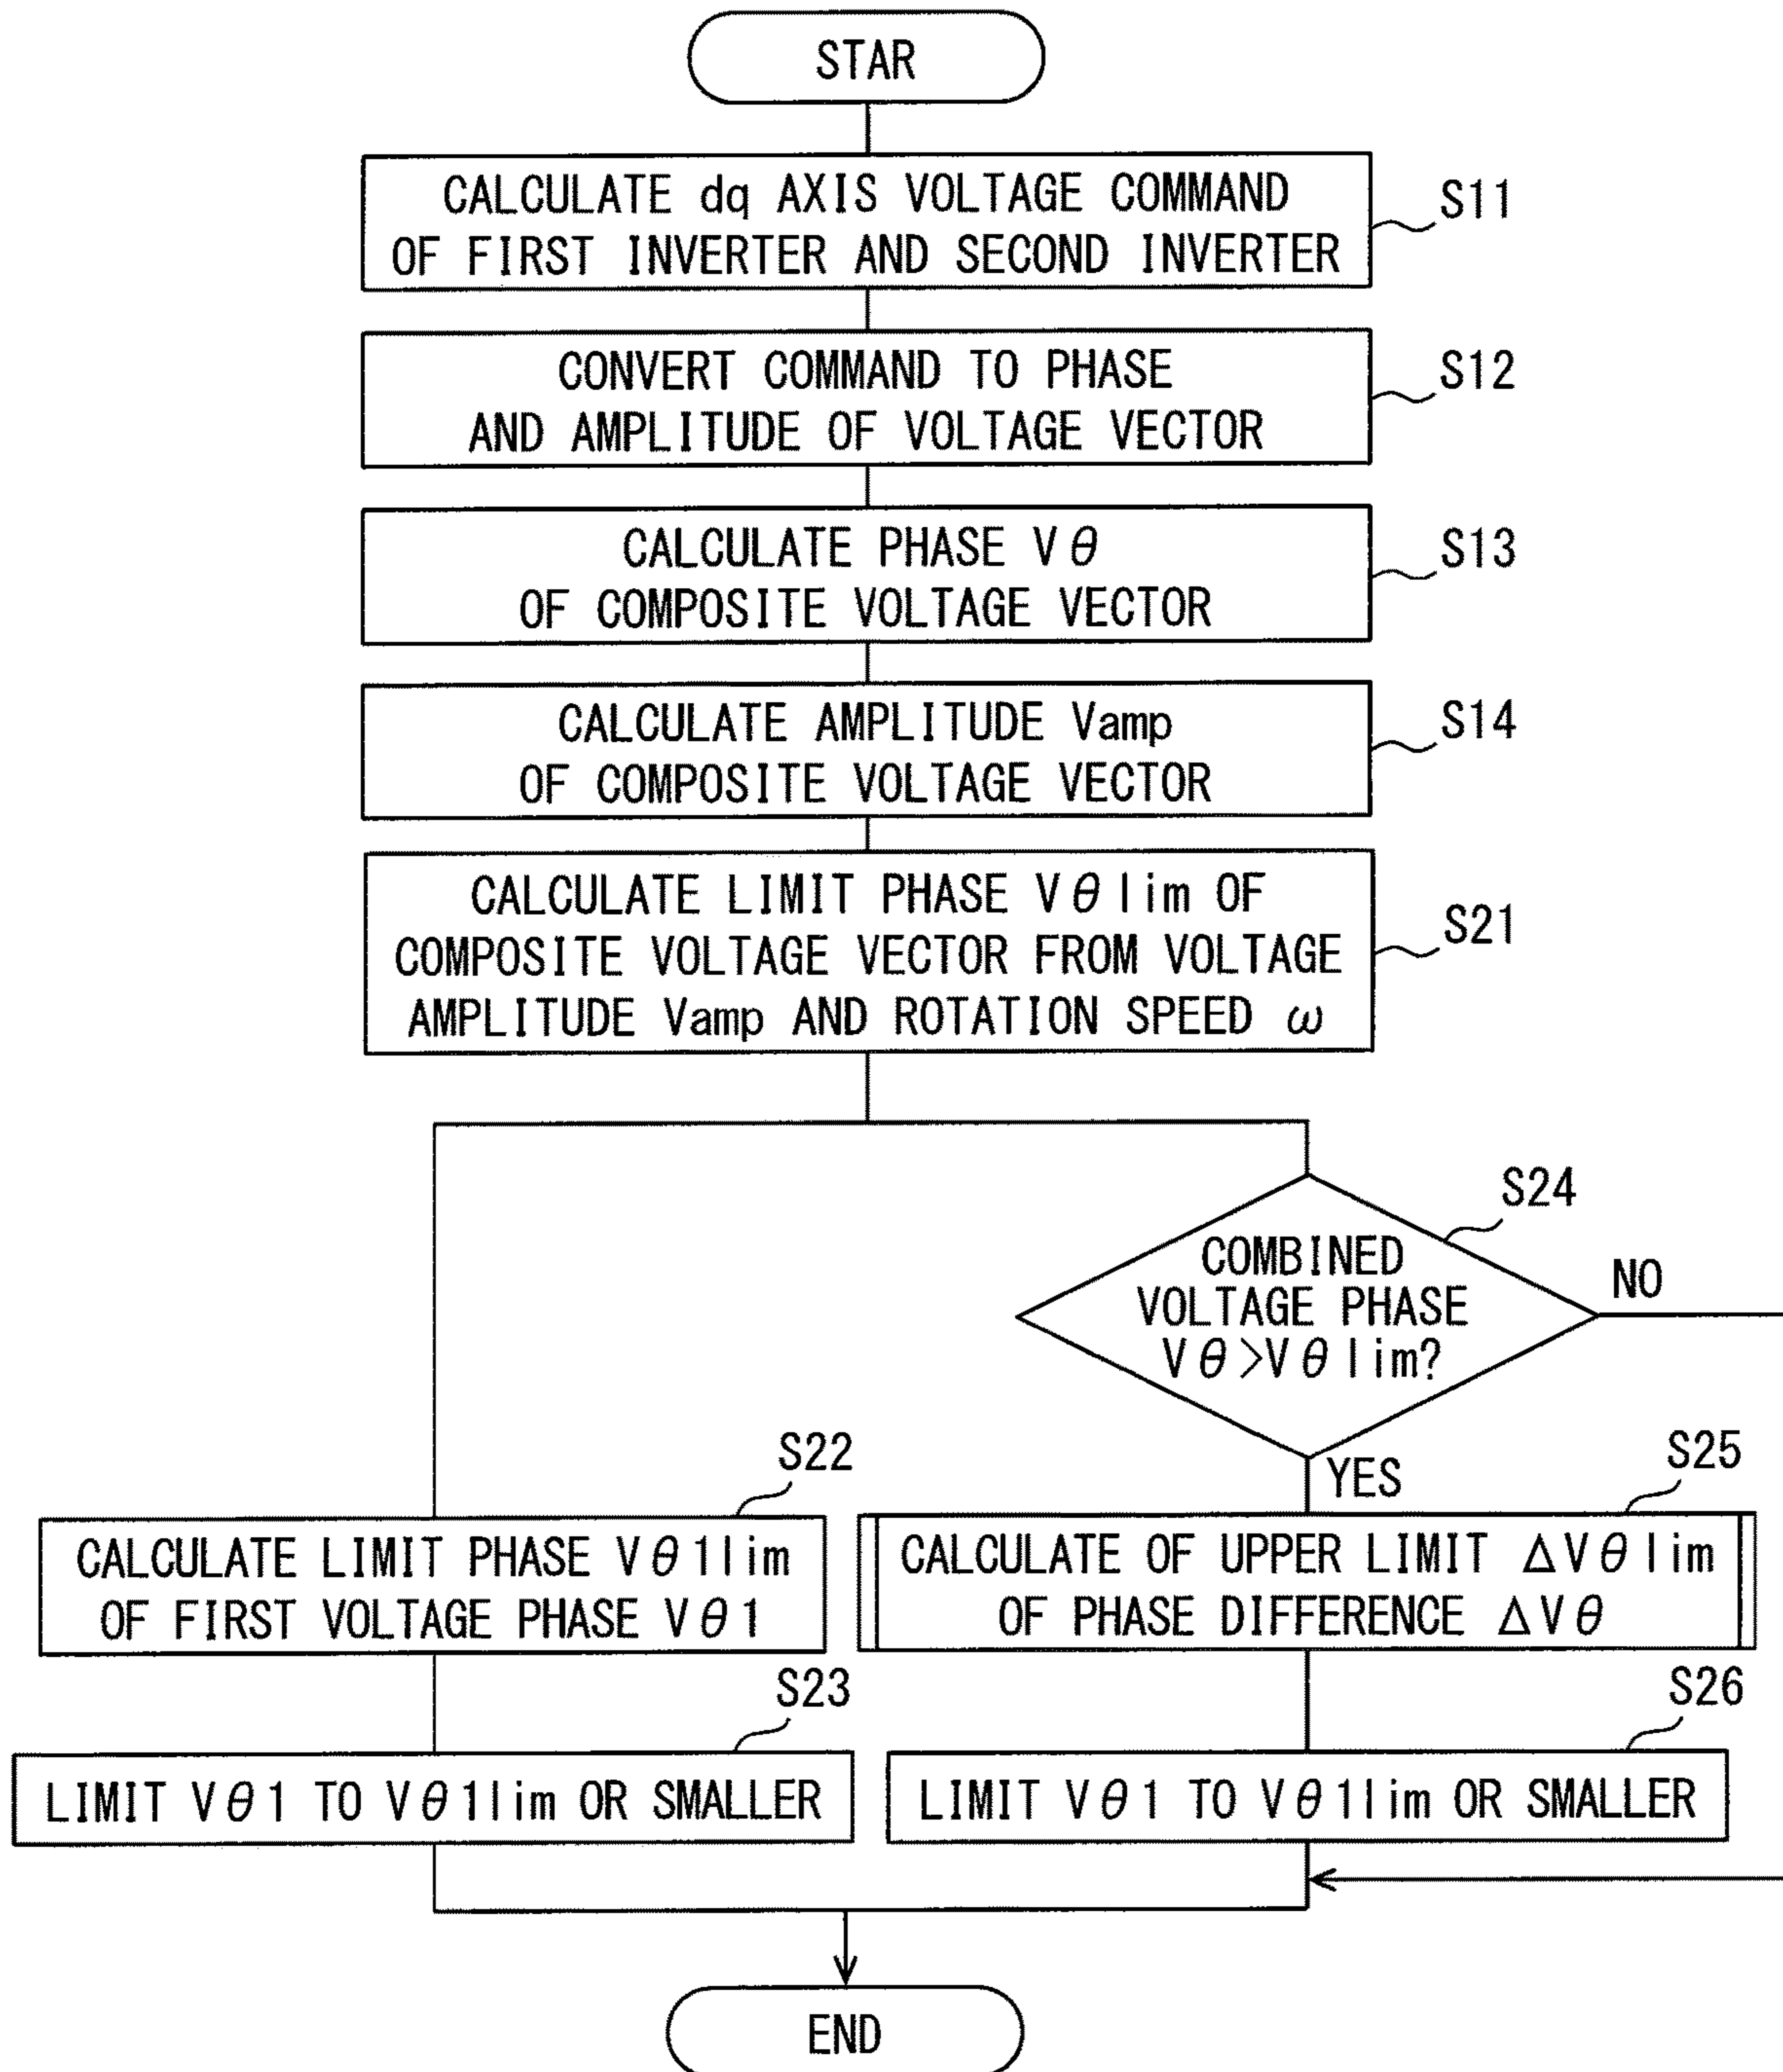 STAR
CALCULATE dq AXIS VOLTAGE COMMAND
OF FIRST INVERTER AND SECOND INVERTER
S11
CONVERT COMMAND TO PHASE
AND AMPLITUDE OF VOLTAGE VECTOR
S12
CALCULATE PHASE Vθ
OF COMPOSITE VOLTAGE VECTOR
S13
CALCULATE AMPLITUDE Vamp
OF COMPOSITE VOLTAGE VECTOR
S14
CALCULATE LIMIT PHASE Vθlim OF
COMPOSITE VOLTAGE VECTOR FROM VOLTAGE
AMPLITUDE Vamp AND ROTATION SPEED ω
S21
S24
COMBINED
VOLTAGE PHASE
Vθ>Vθlim?
NO
YES
S22
CALCULATE LIMIT PHASE Vθ1lim
OF FIRST VOLTAGE PHASE Vθ1
S25
CALCULATE OF UPPER LIMIT ΔVθlim
OF PHASE DIFFERENCE ΔVθ
S23
LIMIT Vθ1 TO Vθ1lim OR SMALLER
S26
LIMIT Vθ1 TO Vθ1lim OR SMALLER
END